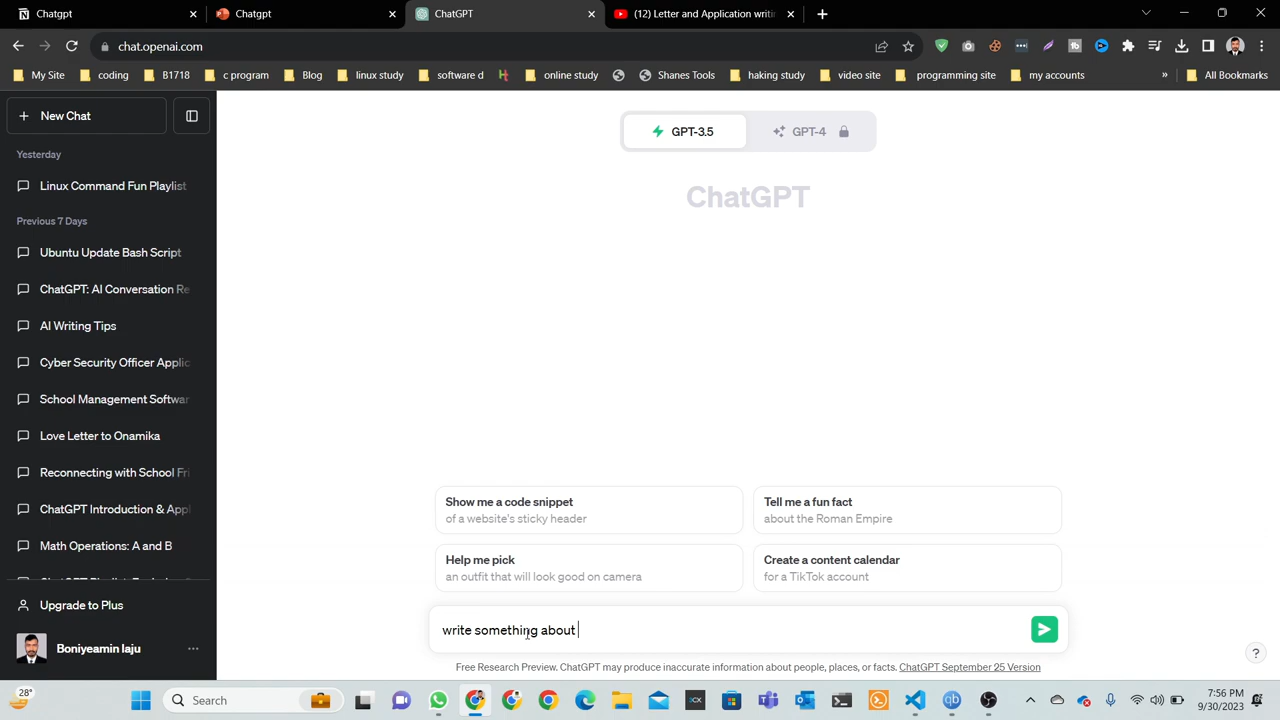 Chatgpt
Chatgpt
ChatGPT
(12) Letter and Application writin
chat.openai.com
My Site
coding
B1718
c program
Blog
linux study
software d
online study
Shanes Tools
haking study
video site
programing site
my accounts
»
All Bookmarks
+ New Chat
Yesterday
Linux Command Fun Playlist
Previous 7 Days
Ubuntu Update Bash Script
ChatGPT: AI Conversation Re
AI Writing Tips
Cyber Security Officer Applic
School Management Softwar
Love Letter to Onamika
Reconnecting with School Fri
ChatGPT Introduction & Appl
Math Operations: A and B
Upgrade to Plus
Boniyeamin laju
...
GPT-3.5
GPT-4
ChatGPT
Show me a code snippet
of a website's sticky header
Tell me a fun fact
about the Roman Empire
Help me pick
an outfit that will look good on camera
Create a content calendar
for a TikTok account
write something about
Free Research Preview. ChatGPT may produce inaccurate information about people, places, or facts. ChatGPT September 25 Version
?
28°
Search
7:56 PM
9/30/2023